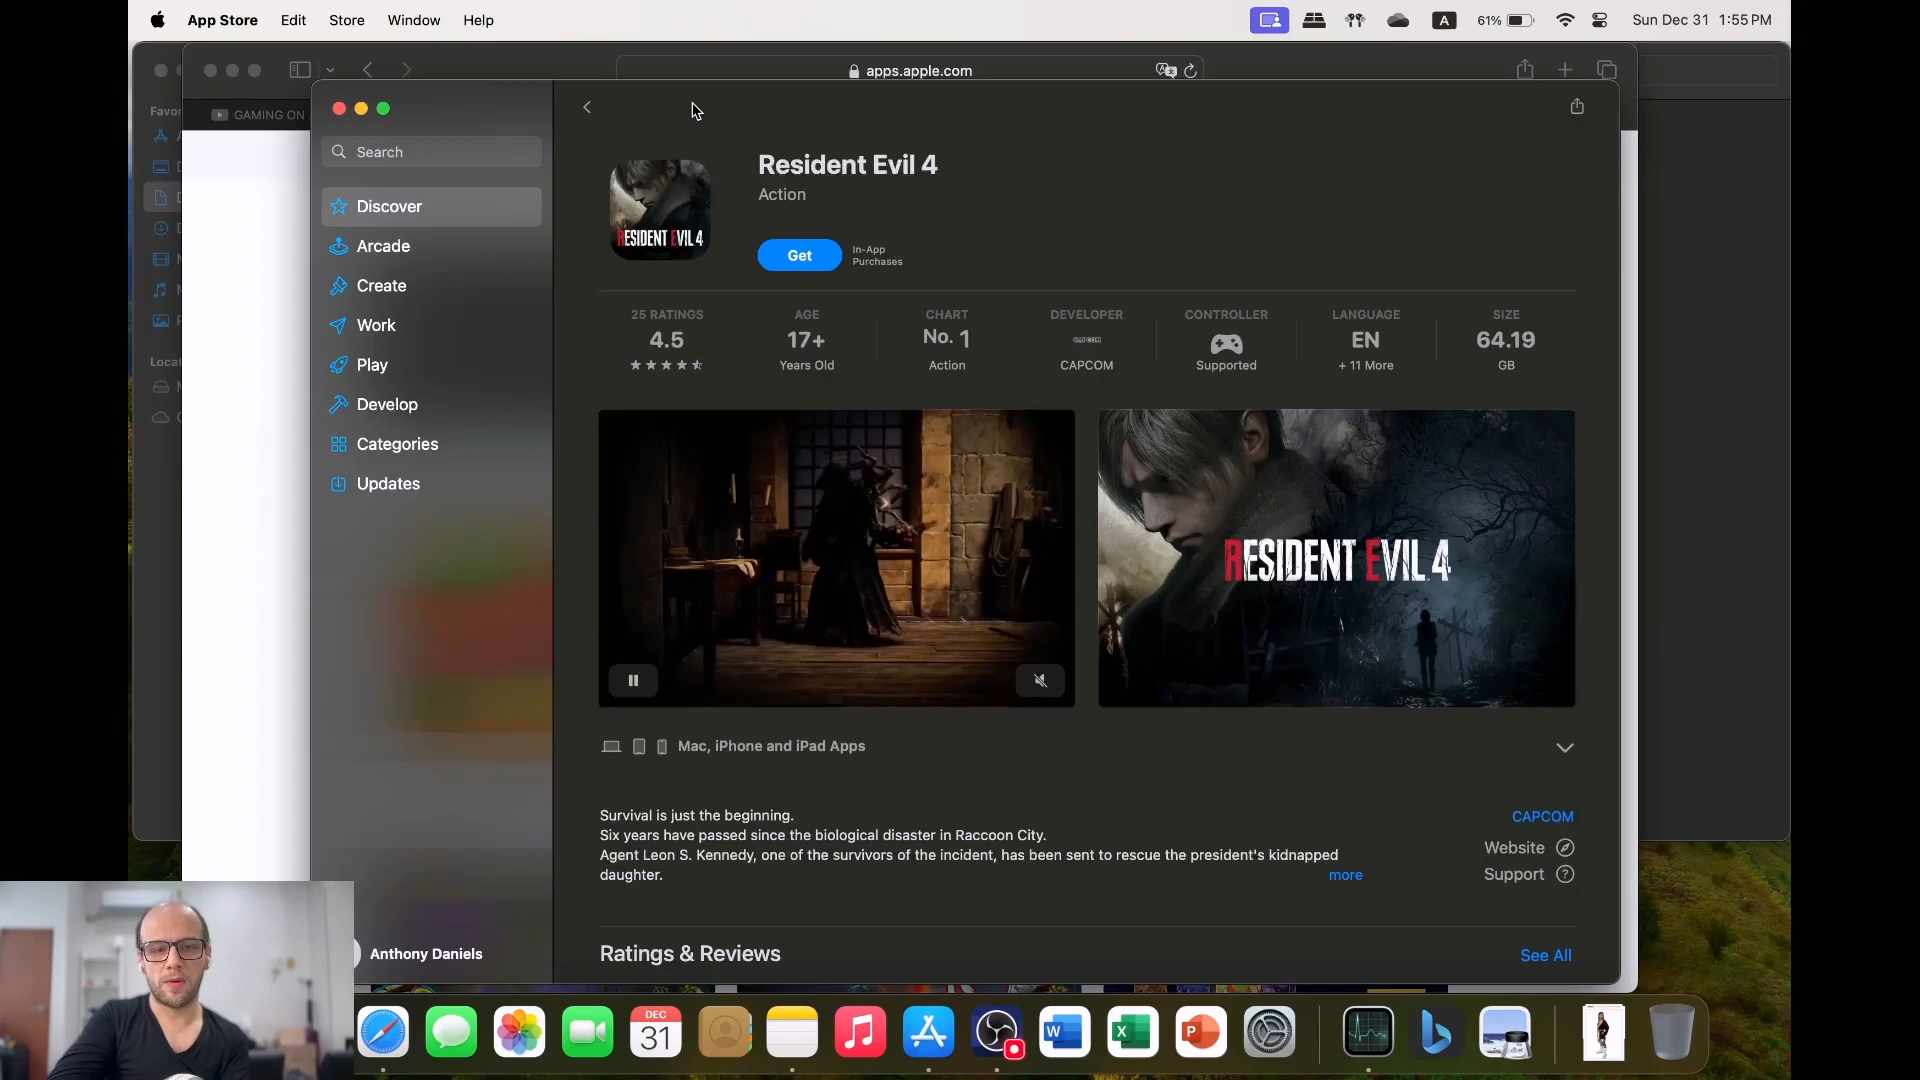 App Store Edit Store Window Help
A 61% Sun Dec 31 1:55 PM
apps.apple.com
Favor
GAMING ON
Locat
Search
Discover
Arcade
Create
Work
Play
Develop
Categories
Updates
Anthony Daniels
RESIDENT EVIL 4
Resident Evil 4
Action
Get
In-App
Purchases
25 RATINGS
4.5
AGE
17+
Years Old
CHART
No. 1
Action
DEVELOPER
CAPCOM
CAPCOM
CONTROLLER
Supported
LANGUAGE
EN
+ 11 More
SIZE
64.19
GB
RESIDENT EVIL 4
Mac, iPhone and iPad Apps
Survival is just the beginning.
Six years have passed since the biological disaster in Raccoon City.
Agent Leon S. Kennedy, one of the survivors of the incident, has been sent to rescue the president's kidnapped
daughter.
more
CAPCOM
Website
Support
Ratings & Reviews
See All
DEC
31
W
X
P